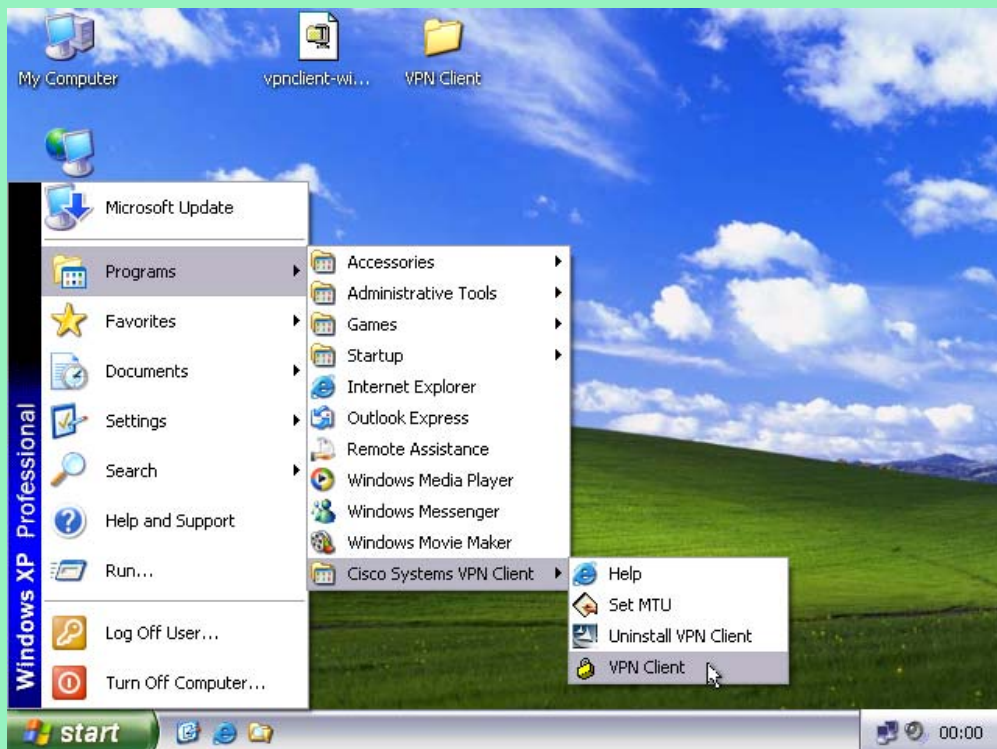 My Computer
vpnclient-wi...
VPN Client
Microsoft Update
Programs
Favorites
Documents
Settings
Search
Help and Support
Run...
Log Off User...
Turn Off Computer...
Windows XP Professional
Accessories
Administrative Tools
Games
Startup
Internet Explorer
Outlook Express
Remote Assistance
Windows Media Player
Windows Messenger
Windows Movie Maker
Cisco Systems VPN Client
Help
Set MTU
Uninstall VPN Client
VPN Client
start
00:00